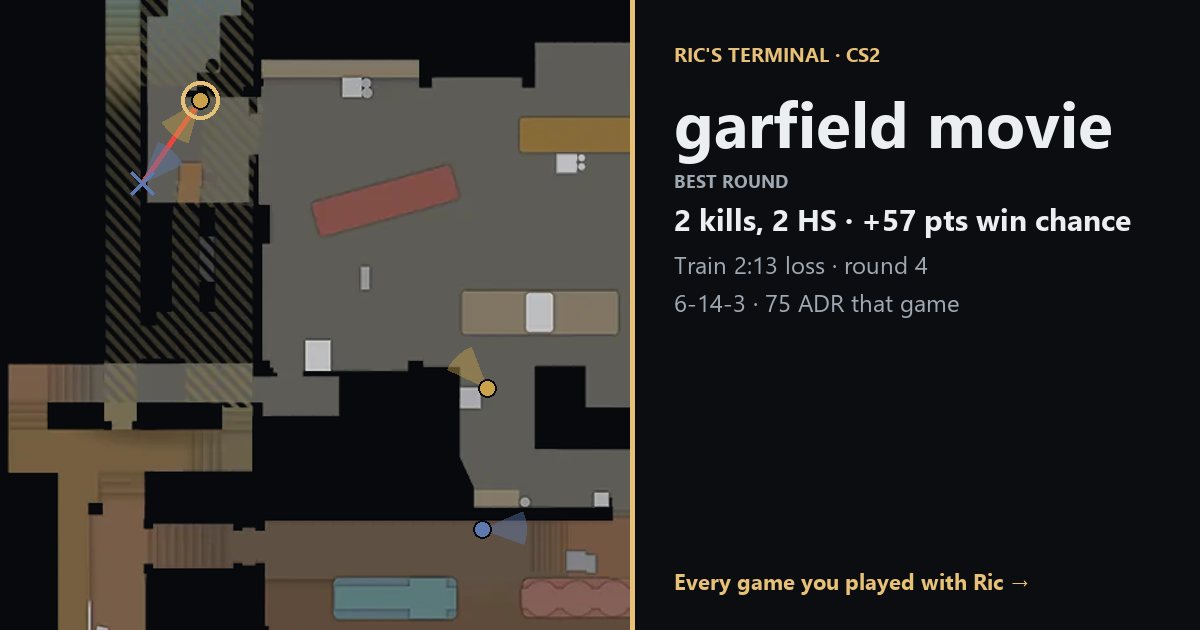 RIC'S TERMINAL · CS2
garfield movie
BEST ROUND
2 kills, 2 HS · +57 pts win chance
Train 2:13 loss · round 4
6-14-3 · 75 ADR that game
Every game you played with Ric →